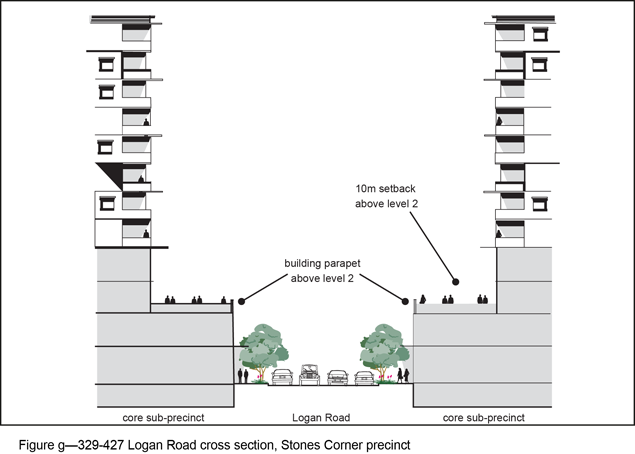 10m setback
above level 2
building parapet
above level 2
core sub-precinct
Logan Road
core sub-precinct
Figure g—329-427 Logan Road cross section, Stones Corner precinct